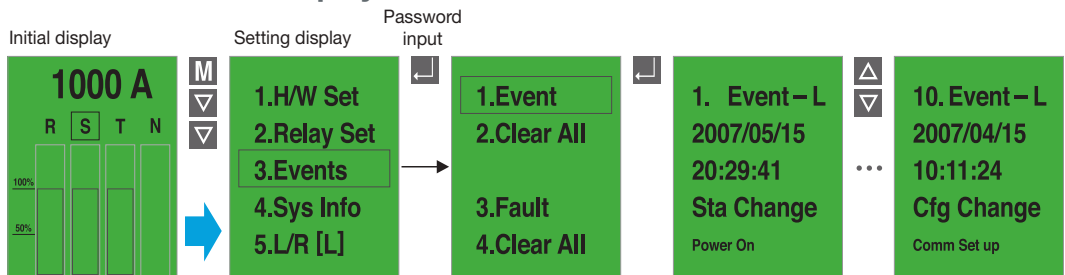 Password
input
Initial display
Setting display
1000 A
R S T N
100%
50%
M
1.H/W Set
2.Relay Set
3.Events
4.Sys Info
5.L/R [L]
1.Event
2.Clear All
3.Fault
4.Clear All
1. Event – L
2007/05/15
20:29:41
Sta Change
Power On
10. Event – L
2007/04/15
10:11:24
Cfg Change
Comm Set up